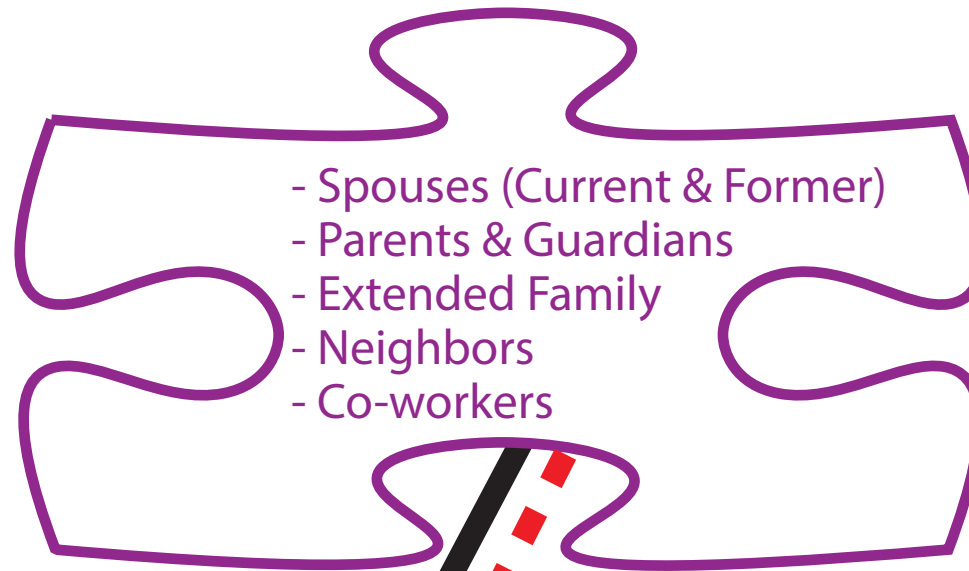 - Spouses (Current & Former)
- Parents & Guardians
- Extended Family
- Neighbors
- Co-workers